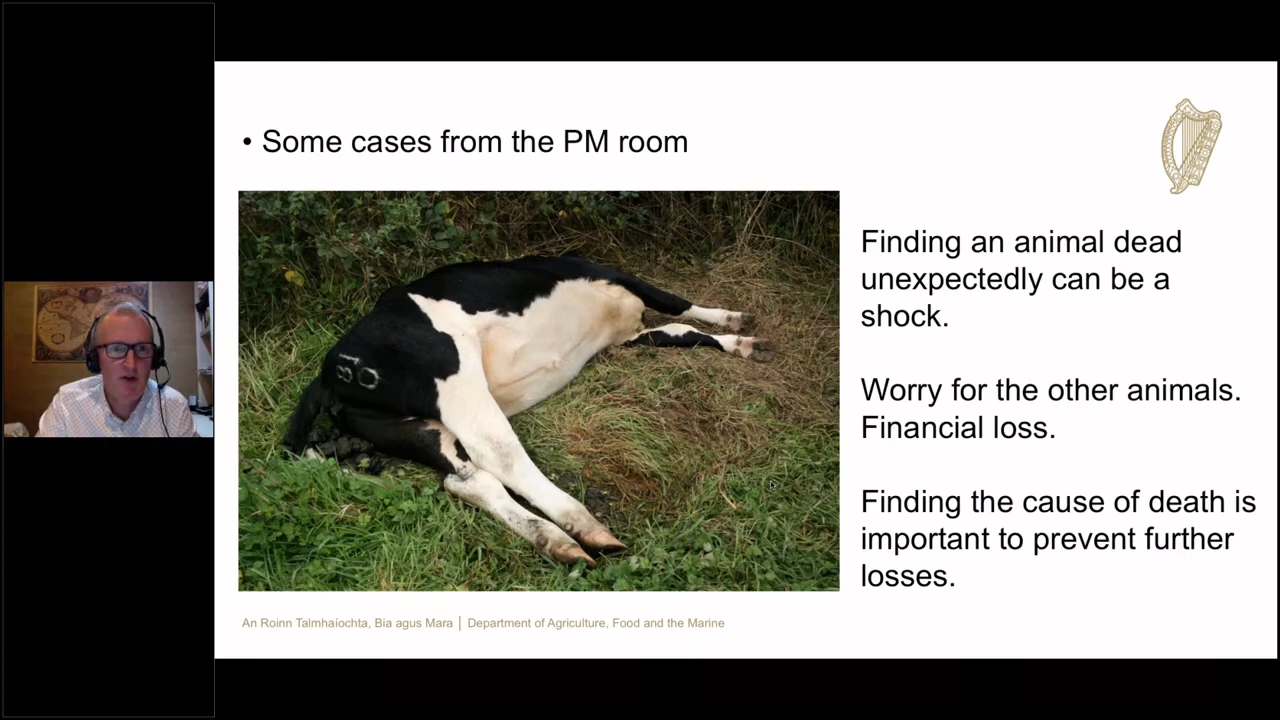 • Some cases from the PM room
Finding an animal dead
unexpectedly can be a
shock.
Worry for the other animals.
Financial loss.
Finding the cause of death is
important to prevent further
losses.
An Roinn Talmhaíochta, Bia agus Mara | Department of Agriculture, Food and the Marine